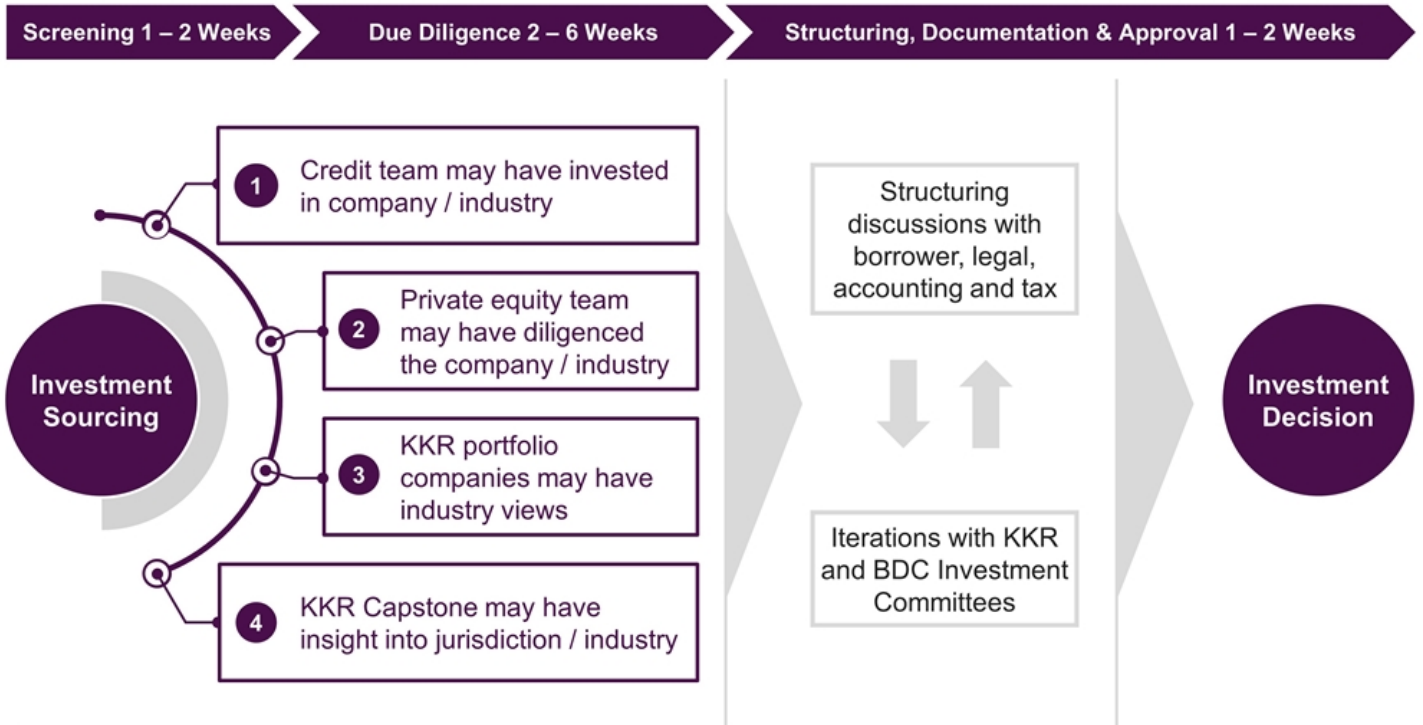 Screening 1 – 2 Weeks
Due Diligence 2 – 6 Weeks
Structuring, Documentation & Approval 1 – 2 Weeks
Investment
Sourcing
1
Credit team may have invested
in company / industry
2
Private equity team
may have diligenced
the company / industry
3
KKR portfolio
companies may have
industry views
4
KKR Capstone may have
insight into jurisdiction / industry
Structuring
discussions with
borrower, legal,
accounting and tax
Iterations with KKR
and BDC Investment
Committees
Investment
Decision